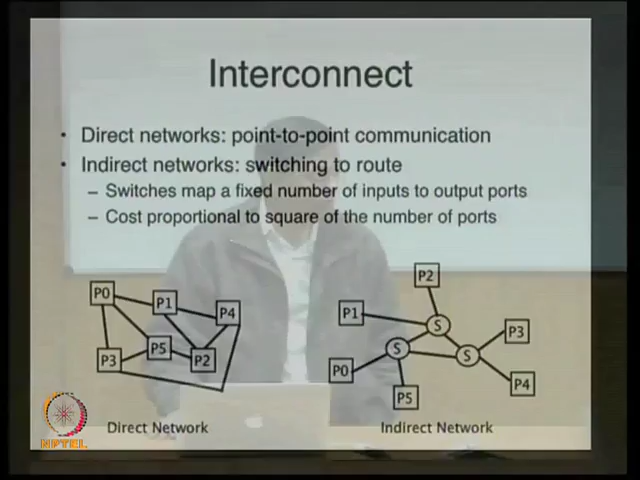 Interconnect
• Direct networks: point-to-point communication
• Indirect networks: switching to route
– Switches map a fixed number of inputs to output ports
– Cost proportional to square of the number of ports
P0
P1
P4
P3
P5
P2
P2
P1
S
P3
S
S
P0
P4
P5
Direct Network
Indirect Network
NPTEL